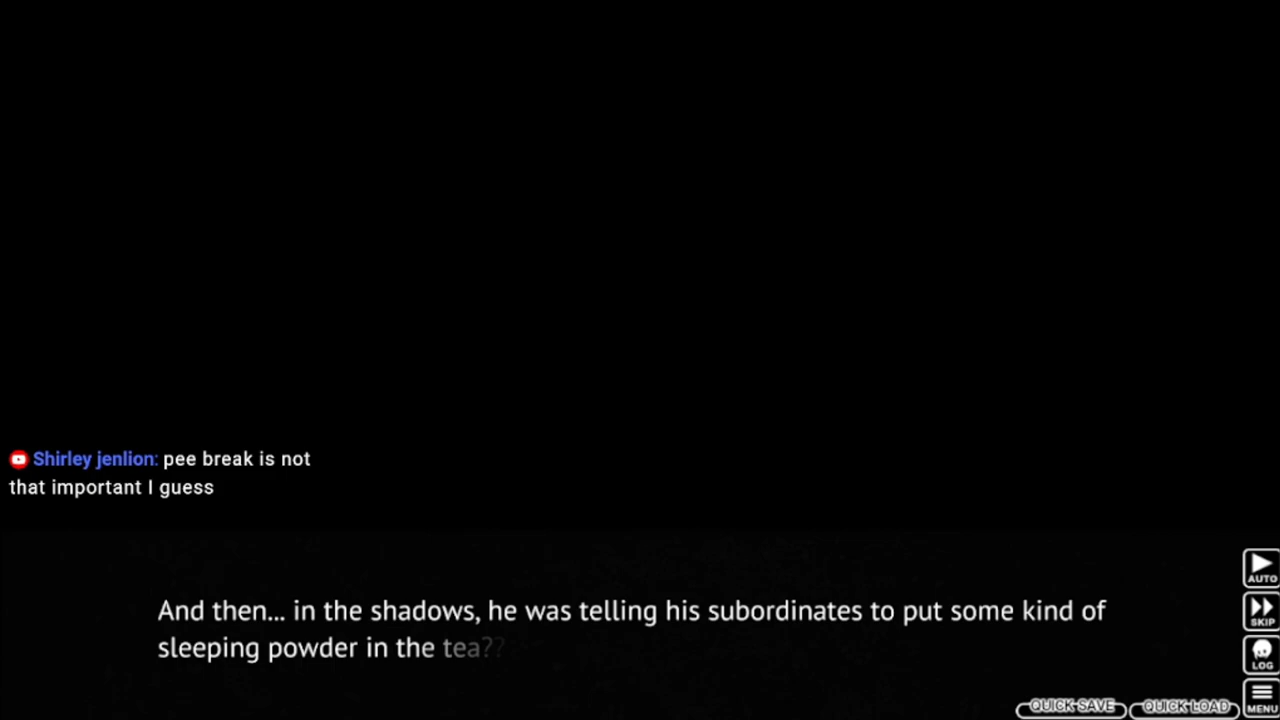 Shirley jenlion: pee break is not
that important I guess
And then... in the shadows, he was telling his subordinates to put some kind of
sleeping powder in the tea??
AUTO
SKIP
LOG
MENU
QUICK SAVE
QUICK LOAD